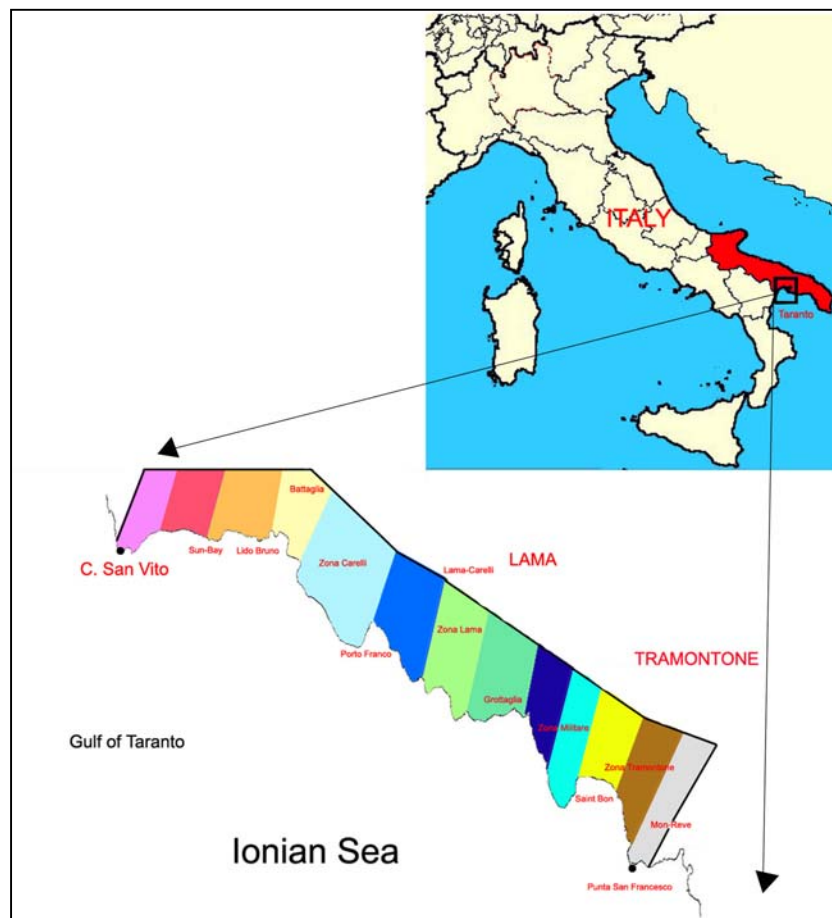 ITALY
Taranto
Battaglia
Sun-Bay
Lido Bruno
C. San Vito
Zona Carelli
LAMA
Lama-Carelli
Zona Lama
Porto Franco
TRAMONTONE
Grottaglia
Zona Militare
Gulf of Taranto
Zona Tramontone
Saint Bon
Mon-Reve
Ionian Sea
Punta San Francesco